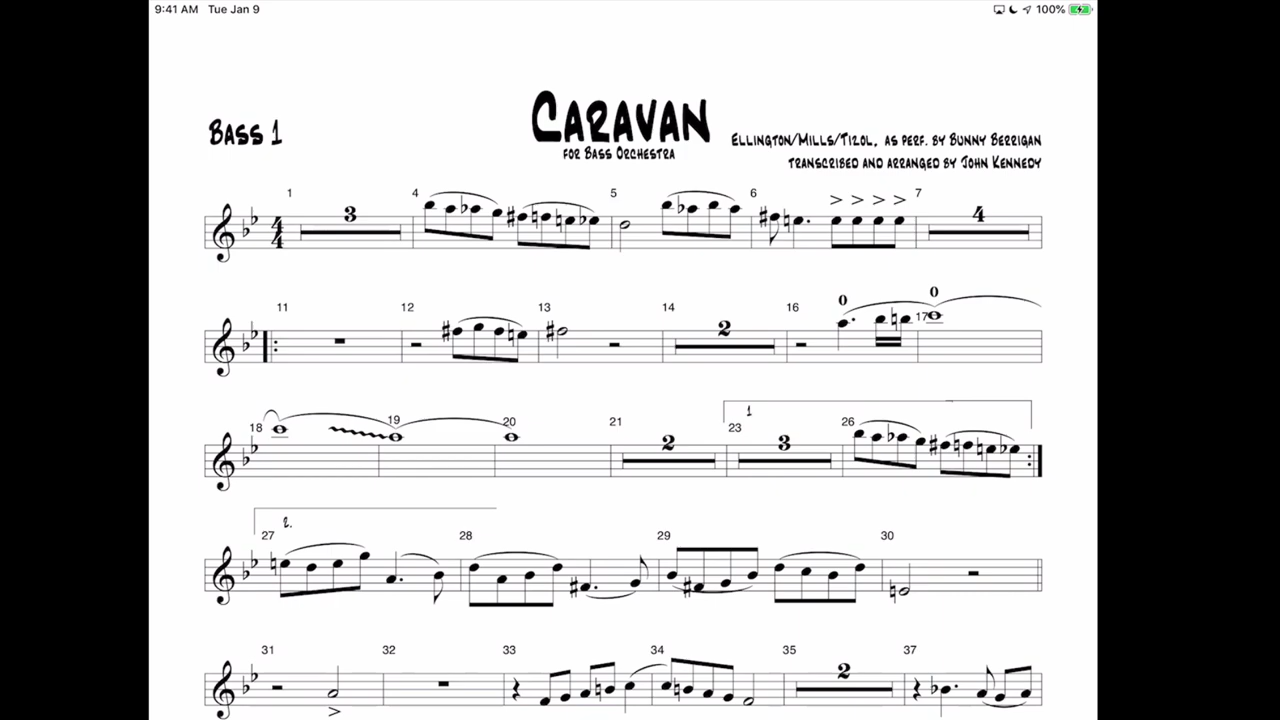 9:41 AM Tue Jan 9 100%
Caravan
for Bass Orchestra
Bass 1
Ellington/Mills/Tizol, as perf. by Bunny Berrigan
transcribed and arranged by John Kennedy
1 4 5 6 7
3 4
4
4
11 12 13 14 16 17
2 0 0
18 19 20 21 23 26
1
2 3
27 28 29 30
2.
31 32 33 34 35 37
2